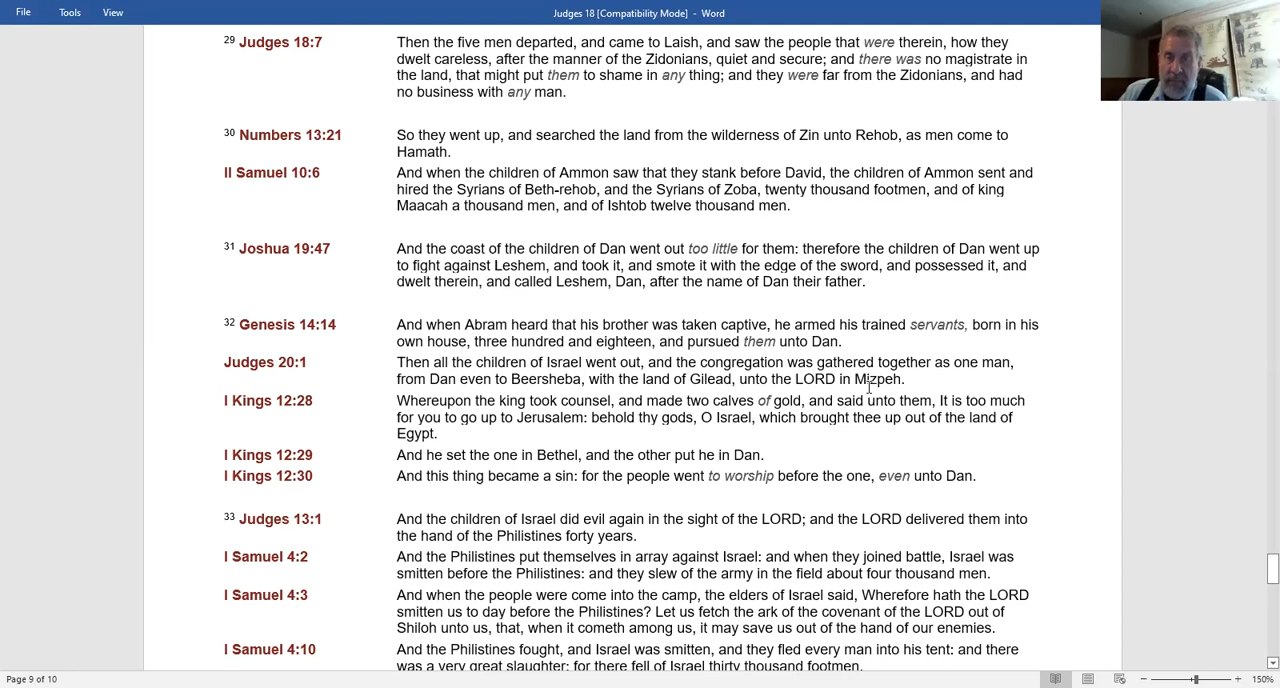 File Tools View Judges 18 [Compatibility Mode] - Word
29 Judges 18:7 Then the five men departed, and came to Laish, and saw the people that were therein, how they
dwelt careless, after the manner of the Zidonians, quiet and secure; and there was no magistrate in
the land, that might put them to shame in any thing; and they were far from the Zidonians, and had
no business with any man.
30 Numbers 13:21 So they went up, and searched the land from the wilderness of Zin unto Rehob, as men come to
Hamath.
II Samuel 10:6 And when the children of Ammon saw that they stank before David, the children of Ammon sent and
hired the Syrians of Beth-rehob, and the Syrians of Zoba, twenty thousand footmen, and of king
Maacah a thousand men, and of Ishtob twelve thousand men.
31 Joshua 19:47 And the coast of the children of Dan went out too little for them: therefore the children of Dan went up
to fight against Leshem, and took it, and smote it with the edge of the sword, and possessed it, and
dwelt therein, and called Leshem, Dan, after the name of Dan their father.
32 Genesis 14:14 And when Abram heard that his brother was taken captive, he armed his trained servants, born in his
own house, three hundred and eighteen, and pursued them unto Dan.
Judges 20:1 Then all the children of Israel went out, and the congregation was gathered together as one man,
from Dan even to Beersheba, with the land of Gilead, unto the LORD in Mizpeh.
I Kings 12:28 Whereupon the king took counsel, and made two calves of gold, and said unto them, It is too much
for you to go up to Jerusalem: behold thy gods, O Israel, which brought thee up out of the land of
Egypt.
I Kings 12:29 And he set the one in Bethel, and the other put he in Dan.
I Kings 12:30 And this thing became a sin: for the people went to worship before the one, even unto Dan.
33 Judges 13:1 And the children of Israel did evil again in the sight of the LORD; and the LORD delivered them into
the hand of the Philistines forty years.
I Samuel 4:2 And the Philistines put themselves in array against Israel: and when they joined battle, Israel was
smitten before the Philistines: and they slew of the army in the field about four thousand men.
I Samuel 4:3 And when the people were come into the camp, the elders of Israel said, Wherefore hath the LORD
smitten us to day before the Philistines? Let us fetch the ark of the covenant of the LORD out of
Shiloh unto us, that, when it cometh among us, it may save us out of the hand of our enemies.
I Samuel 4:10 And the Philistines fought, and Israel was smitten, and they fled every man into his tent: and there
was a very great slaughter; for there fell of Israel thirty thousand footmen.
Page 9 of 10 150%